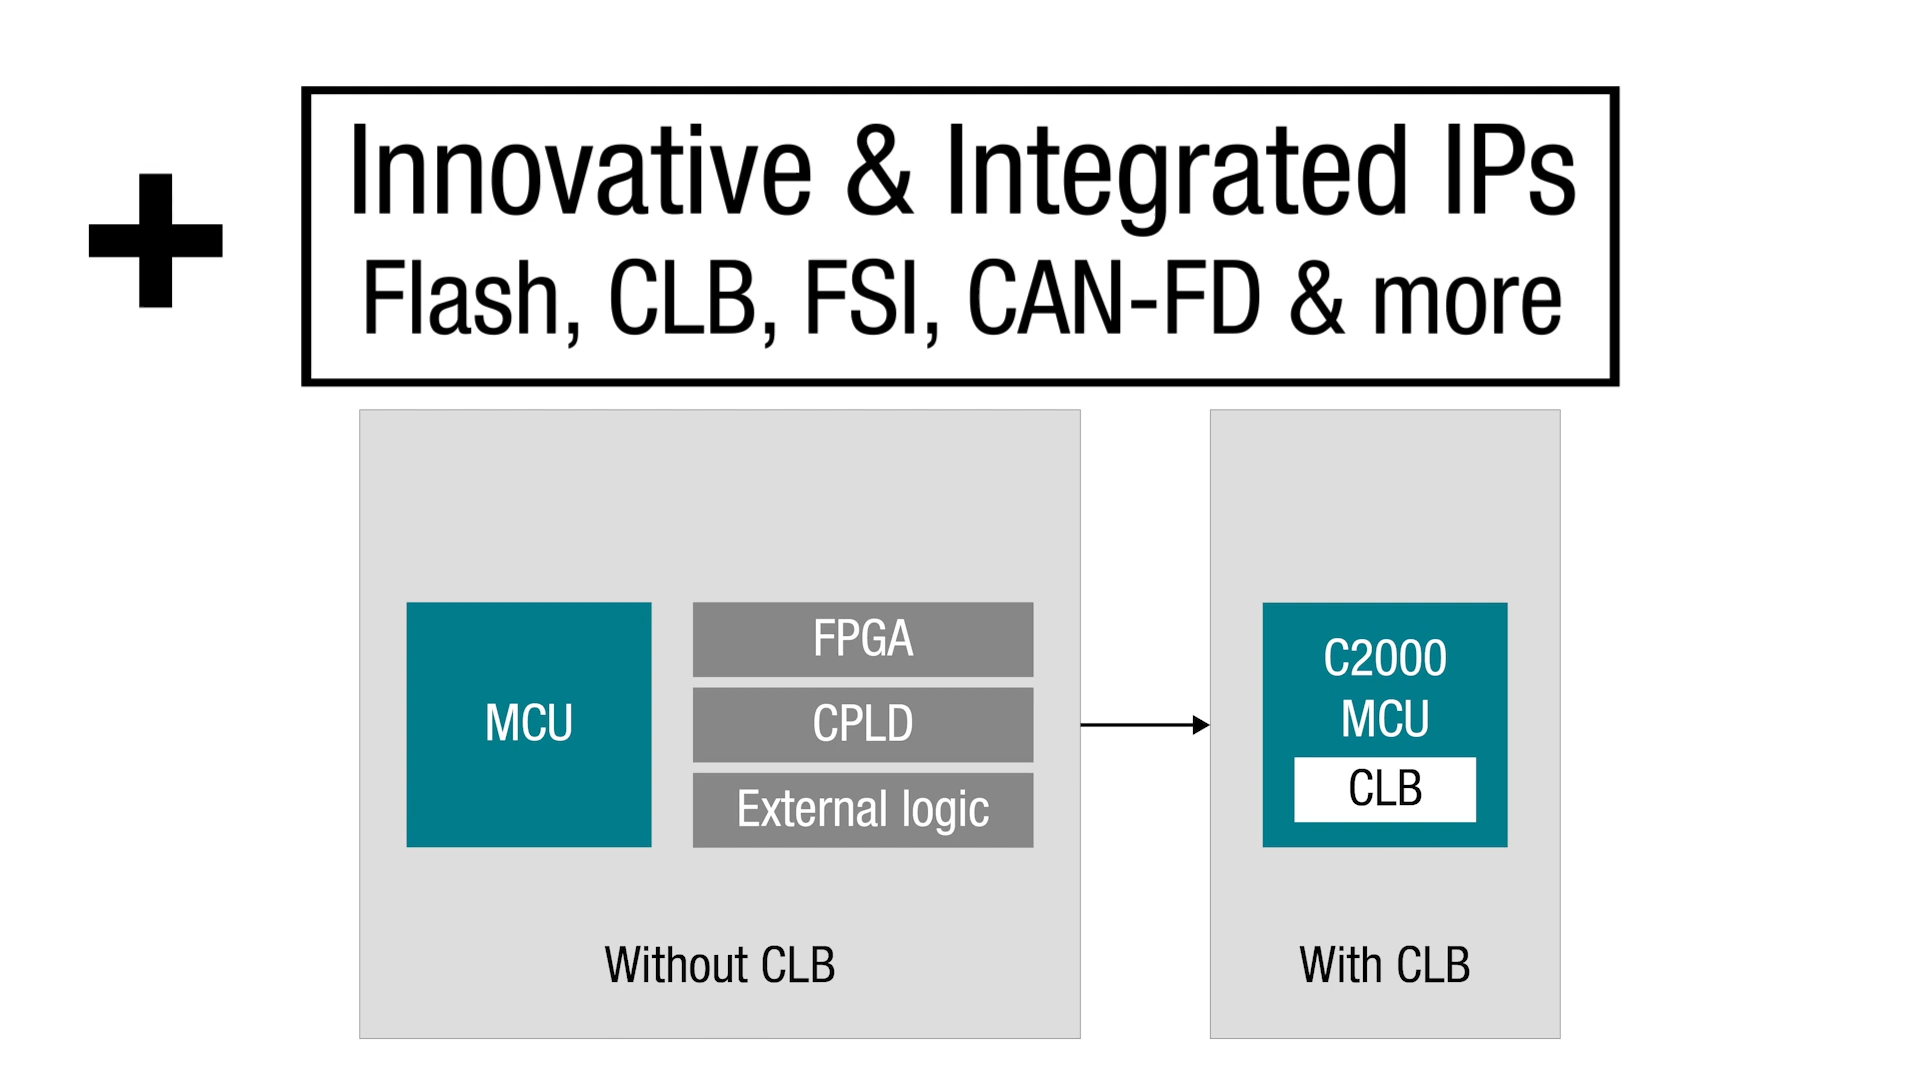 Innovative & Integrated IPs
Flash, CLB, FSI, CAN-FD & more
MCU
FPGA
CPLD
External logic
Without CLB
C2000
MCU
CLB
With CLB